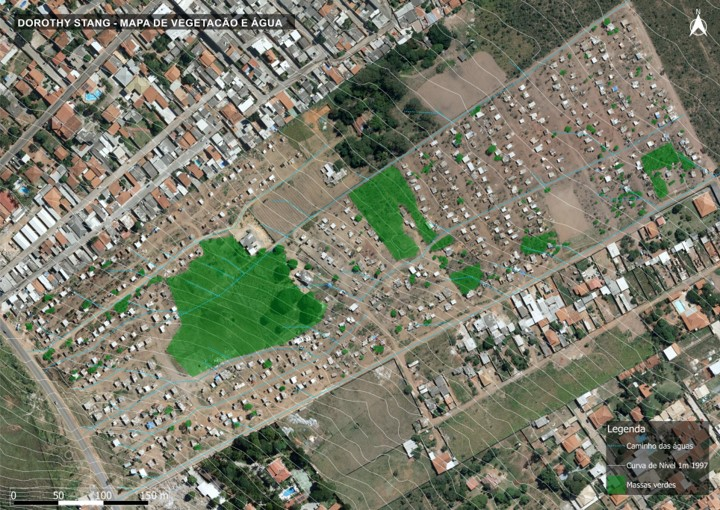 DOROTHY STANG - MAPA DE VEGETAÇÃO E ÁGUA
N
Legenda
Caminho das águas
Curva de Nível 1m 1997
Massas verdes
0 50 100 150 m